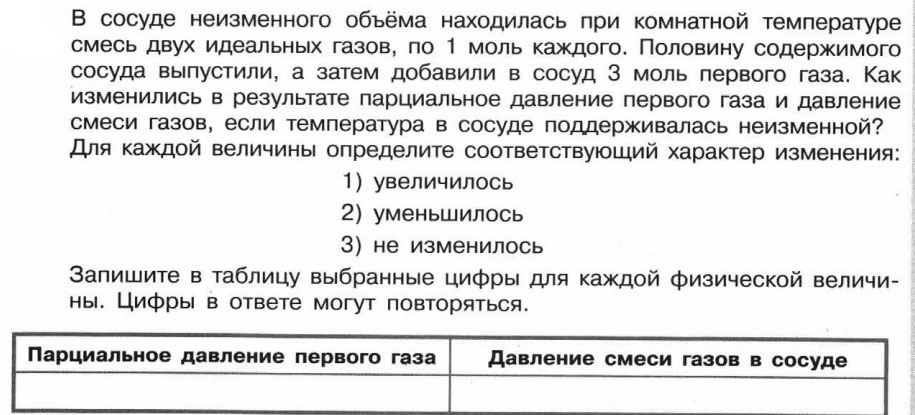 В сосуде неизменного объёма находилась при комнатной температуре
смесь двух идеальных газов, по 1 моль каждого. Половину содержимого
сосуда выпустили, а затем добавили в сосуд 3 моль первого газа. Как
изменились в результате парциальное давление первого газа и давление
смеси газов, если температура в сосуде поддерживалась неизменной?
Для каждой величины определите соответствующий характер изменения:
1) увеличилось
2) уменьшилось
3) не изменилось
Запишите в таблицу выбранные цифры для каждой физической величи-
ны. Цифры в ответе могут повторяться.
Парциальное давление первого газа Давление смеси газов в сосуде